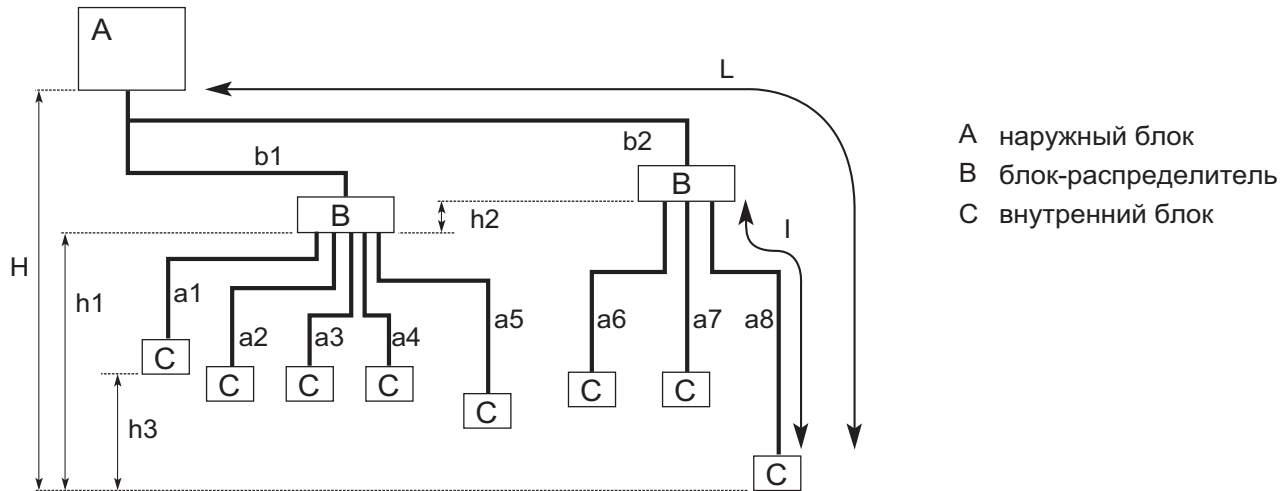 A
L
b1
b2
B
B
h2
l
H
h1
a1
a2
a3
a4
a5
a6
a7
a8
C
C
C
C
C
C
C
C
h3
A наружный блок
B блок-распределитель
C внутренний блок